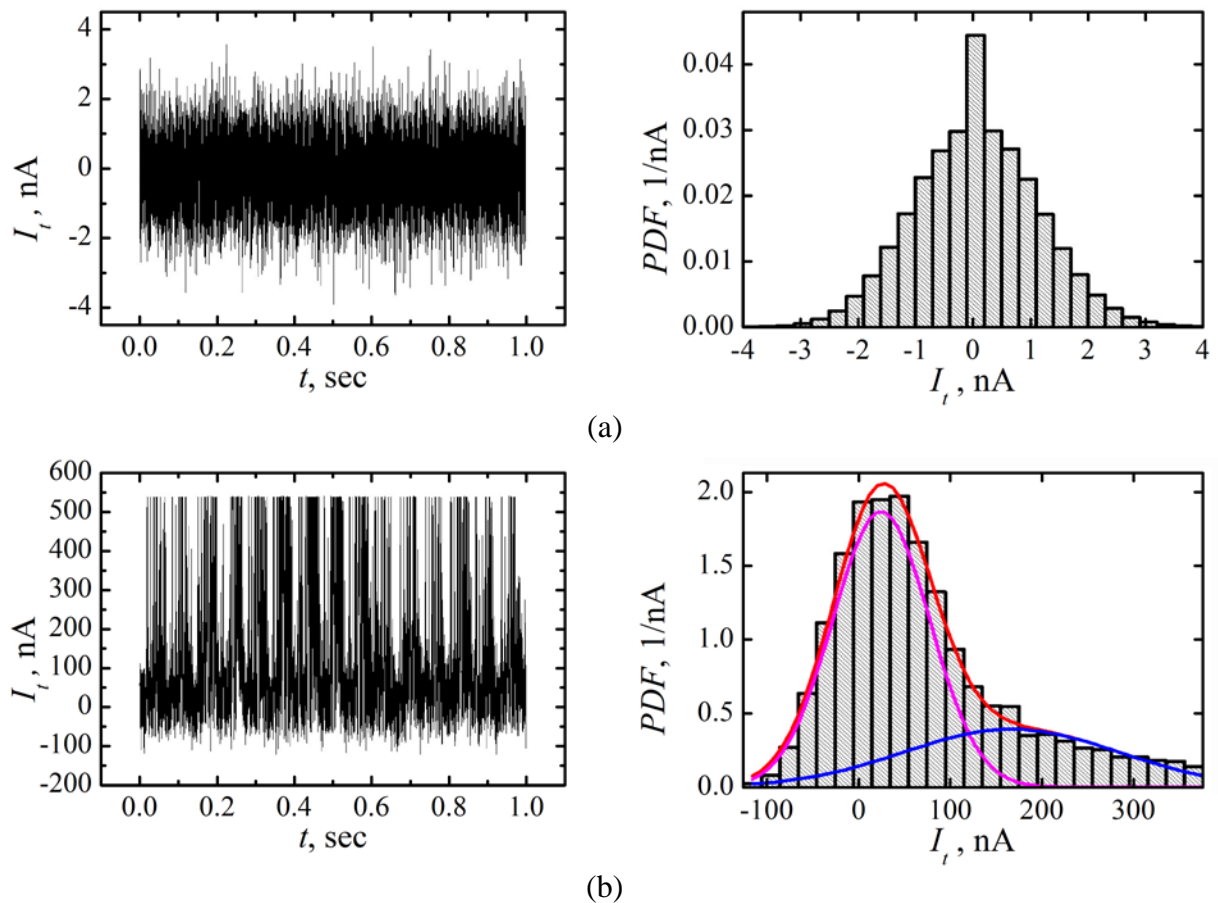 4
2
0
-2
-4
I_t, nA
0.0 0.2 0.4 0.6 0.8 1.0
t, sec
0.04
0.03
0.02
0.01
0.00
PDF, 1/nA
-4 -3 -2 -1 0 1 2 3 4
I_t, nA
(a)
600
500
400
300
200
100
0
-100
-200
I_t, nA
0.0 0.2 0.4 0.6 0.8 1.0
t, sec
2.0
1.5
1.0
0.5
0.0
PDF, 1/nA
-100 0 100 200 300
I_t, nA
(b)